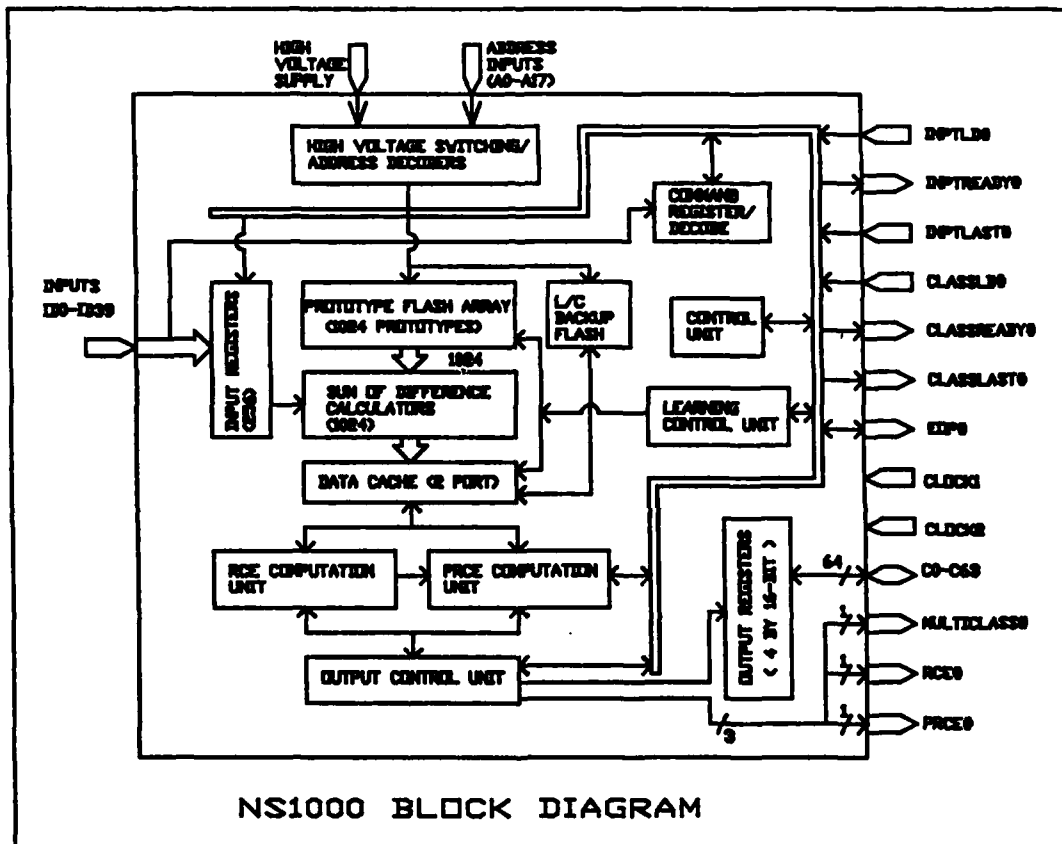 HIGH
VOLTAGE
SUPPLY
ADDRESS
INPUTS
(A0-A17)
HIGH VOLTAGE SWITCHING/
ADDRESS DECODERS
COMMAND
REGISTER/
DECODE
INPUTS
ID0-ID39
INPUT REGISTERS
(256)
PROTOTYPE FLASH ARRAY
(1024 PROTOTYPES)
L/C
BACKUP
FLASH
CONTROL
UNIT
1024
SUM OF DIFFERENCE
CALCULATORS
(1024)
LEARNING
CONTROL UNIT
DATA CACHE (2 PORT)
RCE COMPUTATION
UNIT
PRCE COMPUTATION
UNIT
OUTPUT REGISTERS
( 4 BY 16-BIT )
OUTPUT CONTROL UNIT
INPTLD0
INPTREADY0
INPTLAST0
CLASSLD0
CLASSREADY0
CLASSLAST0
EOP0
CLOCK1
CLOCK2
64
C0-C63
1
MULTICLASS0
1
RCE0
1
PRCE0
3
NS1000 BLOCK DIAGRAM